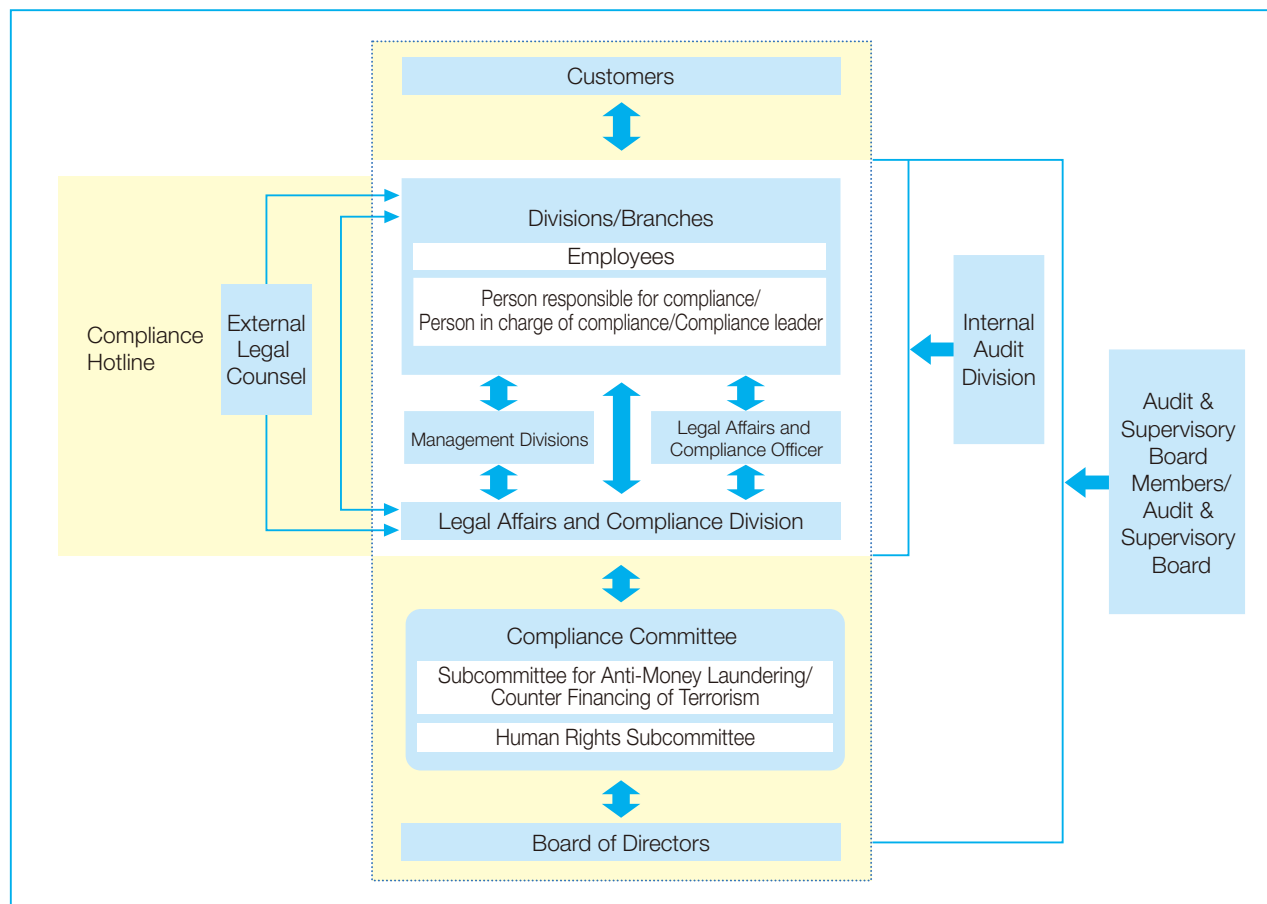 Customers
Divisions/Branches
Employees
Person responsible for compliance/
Person in charge of compliance/Compliance leader
Compliance
Hotline
External
Legal
Counsel
Management Divisions
Legal Affairs and
Compliance Officer
Legal Affairs and Compliance Division
Internal
Audit
Division
Audit &
Supervisory
Board
Members/
Audit &
Supervisory
Board
Compliance Committee
Subcommittee for Anti-Money Laundering/
Counter Financing of Terrorism
Human Rights Subcommittee
Board of Directors